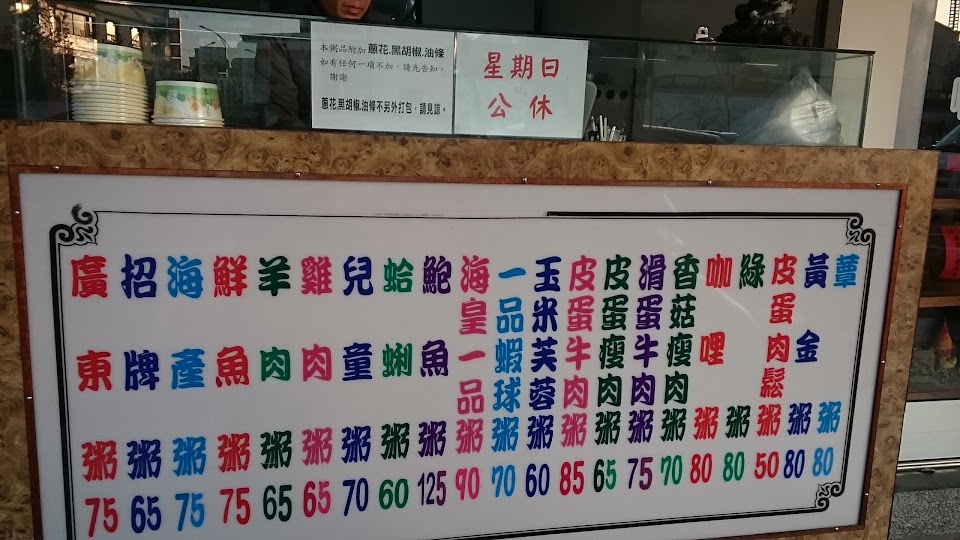 本粥品附加 蔥花.黑胡椒.油條
如有任何一項不加，請先告知。
謝謝
蔥花.黑胡椒.油條不另外打包，請見諒。
星期日
公休
廣東粥 75
招牌粥 65
海產粥 75
鮮魚粥 75
羊肉粥 65
雞肉粥 65
兒童粥 70
蛤蜊粥 60
鮑魚粥 125
海皇一品粥 90
一品蝦球粥 70
玉米芙蓉粥 60
皮蛋牛肉粥 85
皮蛋瘦肉粥 65
滑蛋牛肉粥 75
香菇瘦肉粥 70
咖哩粥 80
綠粥 80
皮蛋肉鬆粥 50
黃金粥 80
蕈粥 80